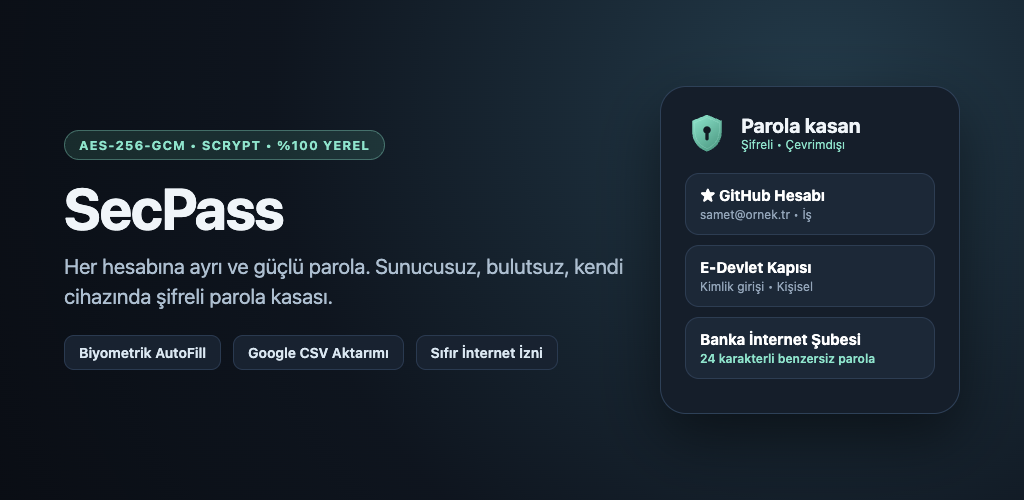 AES-256-GCM • SCRYPT • %100 YEREL
SecPass
Her hesabına ayrı ve güçlü parola. Sunucusuz, bulutsuz, kendi
cihazında şifreli parola kasası.
Biyometrik AutoFill
Google CSV Aktarımı
Sıfır İnternet İzni
Parola kasan
Şifreli • Çevrimdışı
★ GitHub Hesabı
samet@ornek.tr • İş
E-Devlet Kapısı
Kimlik girişi • Kişisel
Banka İnternet Şubesi
24 karakterli benzersiz parola